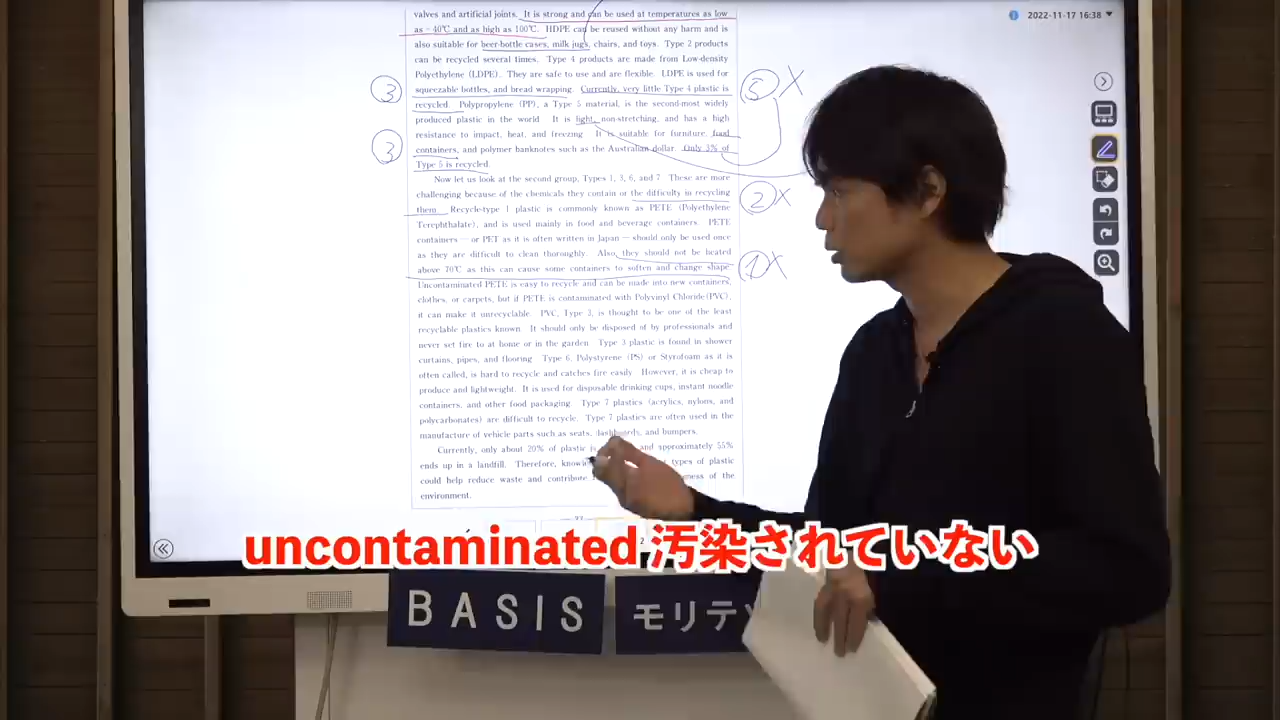 valves and artificial joints. It is strong and can be used at temperatures as low
as −40℃ and as high as 100℃. HDPE can be reused without any harm and is
also suitable for beer-bottle cases, milk jugs, chairs, and toys. Type 2 products
can be recycled several times. Type 4 products are made from Low-density
Polyethylene (LDPE). They are safe to use and are flexible. LDPE is used for
squeezable bottles, and bread wrapping. Currently, very little Type 4 plastic is
recycled. Polypropylene (PP), a Type 5 material, is the second-most widely
produced plastic in the world. It is light, non-stretching, and has a high
resistance to impact, heat, and freezing. It is suitable for furniture, food
containers, and polymer banknotes such as the Australian dollar. Only 3% of
Type 5 is recycled.
Now let us look at the second group, Types 1, 3, 6, and 7. These are more
challenging because of the chemicals they contain or the difficulty in recycling
them. Recycle-type 1 plastic is commonly known as PETE (Polyethylene
Terephthalate), and is used mainly in food and beverage containers. PETE
containers — or PET as it is often written in Japan — should only be used once
as they are difficult to clean thoroughly. Also, they should not be heated
above 70℃ as this can cause some containers to soften and change shape.
Uncontaminated PETE is easy to recycle and can be made into new containers,
clothes, or carpets, but if PETE is contaminated with Polyvinyl Chloride (PVC),
it can make it unrecyclable. PVC, Type 3, is thought to be one of the least
recyclable plastics known. It should only be disposed of by professionals and
never set fire to at home or in the garden. Type 3 plastic is found in shower
curtains, pipes, and flooring. Type 6, Polystyrene (PS) or Styrofoam as it is
often called, is hard to recycle and catches fire easily. However, it is cheap to
produce and lightweight. It is used for disposable drinking cups, instant noodle
containers, and other food packaging. Type 7 plastics (acrylics, nylons, and
polycarbonates) are difficult to recycle. Type 7 plastics are often used in the
manufacture of vehicle parts such as seats, dashboards, and bumpers.
Currently, only about 20% of plastic is and approximately 55%
ends up in a landfill. Therefore, types of plastic
could help reduce waste and contribute of the
environment.
③
③
⑤ X
② X
① X
2022-11-17 16:38
uncontaminated 汚染されていない
BASIS モリテツ